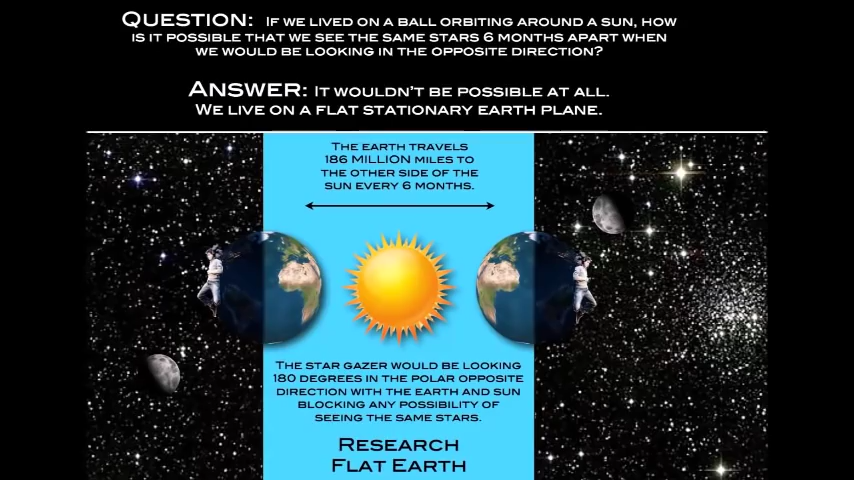 QUESTION: IF WE LIVED ON A BALL ORBITING AROUND A SUN, HOW
IS IT POSSIBLE THAT WE SEE THE SAME STARS 6 MONTHS APART WHEN
WE WOULD BE LOOKING IN THE OPPOSITE DIRECTION?
ANSWER: IT WOULDN'T BE POSSIBLE AT ALL.
WE LIVE ON A FLAT STATIONARY EARTH PLANE.
THE EARTH TRAVELS
186 MILLION MILES TO
THE OTHER SIDE OF THE
SUN EVERY 6 MONTHS.
THE STAR GAZER WOULD BE LOOKING
180 DEGREES IN THE POLAR OPPOSITE
DIRECTION WITH THE EARTH AND SUN
BLOCKING ANY POSSIBILITY OF
SEEING THE SAME STARS.
RESEARCH
FLAT EARTH